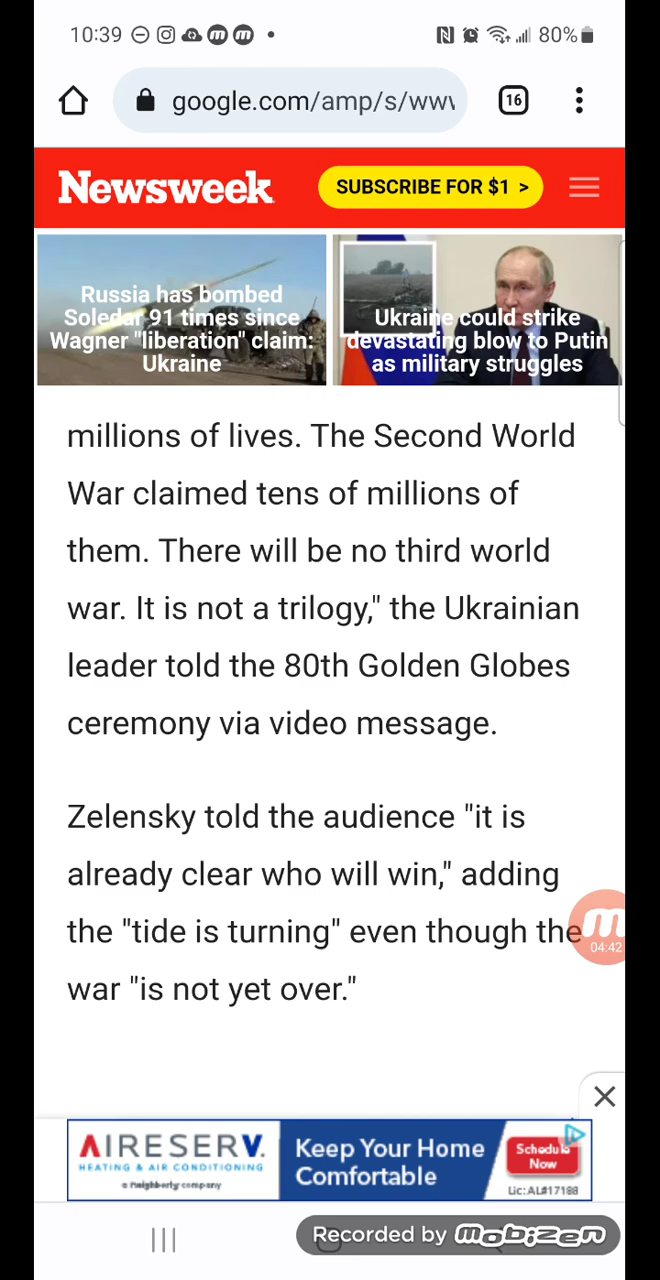 10:39
80%
google.com/amp/s/www
16
Newsweek
SUBSCRIBE FOR $1 >
Russia has bombed
Soledar 91 times since
Wagner "liberation" claim:
Ukraine
Ukraine could strike
devastating blow to Putin
as military struggles
millions of lives. The Second World
War claimed tens of millions of
them. There will be no third world
war. It is not a trilogy," the Ukrainian
leader told the 80th Golden Globes
ceremony via video message.
Zelensky told the audience "it is
already clear who will win," adding
the "tide is turning" even though the
war "is not yet over."
04:42
AIRESERV.
HEATING & AIR CONDITIONING
a neighborly company
Keep Your Home
Comfortable
Schedule
Now
Lic:AL#17188
Recorded by mobizen